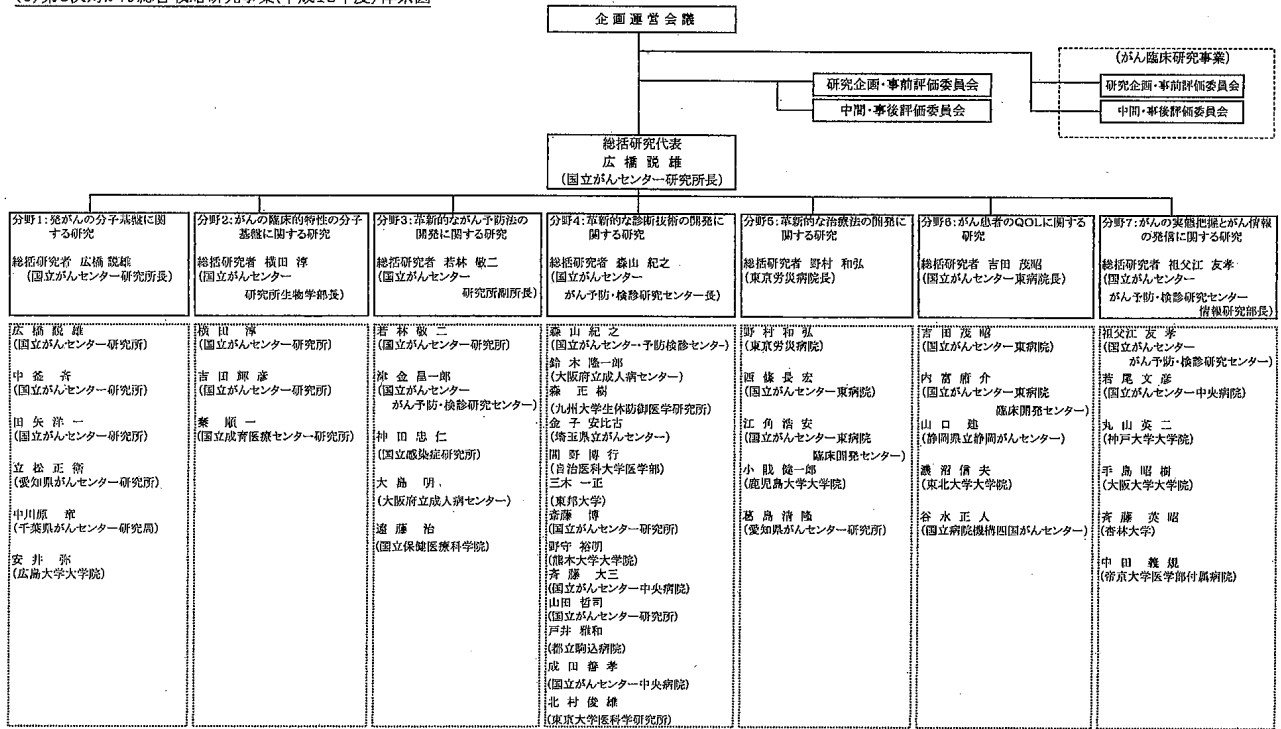 企画運営会議
(がん臨床研究事業)
研究企画・事前評価委員会
中間・事後評価委員会
研究企画・事前評価委員会
中間・事後評価委員会
総括研究代表
広橋説雄
(国立がんセンター研究所長)
分野1:発がんの分子基盤に関
する研究
総括研究者 広橋 説雄
(国立がんセンター研究所長)
広橋説雄
(国立がんセンター研究所)
中釜 斉
(国立がんセンター研究所)
田矢洋一
(国立がんセンター研究所)
立松正衞
(愛知県がんセンター研究所)
中川原 章
(千葉県がんセンター研究局)
安井 弥
(広島大学大学院)
分野2:がんの臨床的特性の分子
基盤に関する研究
総括研究者 横田 淳
(国立がんセンター
研究所生物学部長)
横田 淳
(国立がんセンター研究所)
吉田輝彦
(国立がんセンター研究所)
秦 順一
(国立成育医療センター研究所)
分野3:革新的ながん予防法の
開発に関する研究
総括研究者 若林 敬二
(国立がんセンター
研究所副所長)
若林敬二
(国立がんセンター研究所)
津金昌一郎
(国立がんセンター
がん予防・検診研究センター)
神田忠仁
(国立感染症研究所)
大島 明
(大阪府立成人病センター)
遠藤 治
(国立保健医療科学院)
分野4:革新的な診断技術の開発に
関する研究
総括研究者 森山 紀之
(国立がんセンター
がん予防・検診研究センター長)
森山紀之
(国立がんセンター・予防検診センター)
鈴木隆一郎
(大阪府立成人病センター)
森正樹
(九州大学生体防御医学研究所)
金子安比古
(埼玉県立がんセンター)
間野博行
(自治医科大学医学部)
三木一正
(東邦大学)
斎藤 博
(国立がんセンター研究所)
野守裕明
(熊本大学大学院)
斉藤 大三
(国立がんセンター中央病院)
山田哲司
(国立がんセンター研究所)
戸井 雅和
(都立駒込病院)
成田善孝
(国立がんセンター中央病院)
北村俊雄
(東京大学医科学研究所)
分野5:革新的な治療法の開発に
関する研究
総括研究者 野村 和弘
(東京労災病院長)
野村和弘
(東京労災病院)
西條長宏
(国立がんセンター東病院)
江角浩安
(国立がんセンター東病院
臨床開発センター)
小戝健一郎
(鹿児島大学大学院)
葛島清隆
(愛知県がんセンター研究所)
分野6:がん患者のQOLに関する
研究
総括研究者 吉田 茂昭
(国立がんセンター東病院長)
吉田茂昭
(国立がんセンター東病院)
内富庸介
(国立がんセンター東病院
臨床開発センター)
山口 建
(静岡県立静岡がんセンター)
濃沼信夫
(東北大学大学院)
谷水正人
(国立病院機構四国がんセンター)
分野7:がんの実態把握とがん情報
の発信に関する研究
総括研究者 祖父江 友孝
(国立がんセンター
がん予防・検診研究センター
情報研究部長)
祖父江友孝
(国立がんセンター
がん予防・検診研究センター)
若尾文彦
(国立がんセンター中央病院)
丸山英二
(神戸大学大学院)
手島昭樹
(大阪大学大学院)
斉藤英昭
(杏林大学)
中田義規
(帝京大学医学部付属病院)